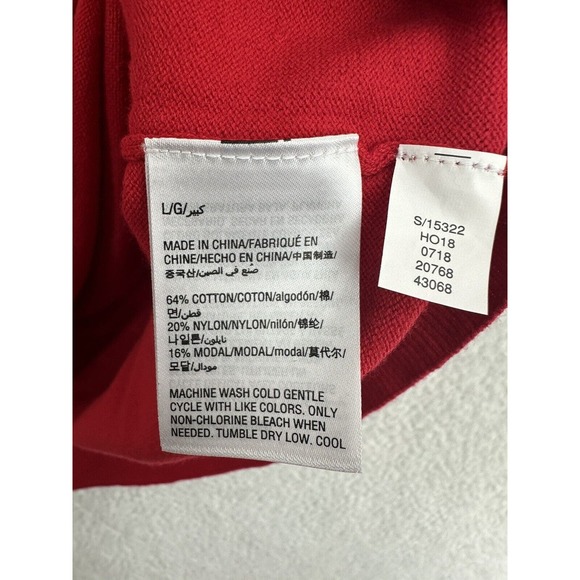 L/G/كبير
MADE IN CHINA/FABRIQUÉ EN
CHINE/HECHO EN CHINA/中国制造/
중국산/صنع في الصين
64% COTTON/COTON/algodón/棉/
면/قطن
20% NYLON/NYLON/nilón/锦纶/
나일론/نايلون
16% MODAL/MODAL/modal/莫代尔/
모달/مودال
MACHINE WASH COLD GENTLE
CYCLE WITH LIKE COLORS. ONLY
NON-CHLORINE BLEACH WHEN
NEEDED. TUMBLE DRY LOW. COOL
S/15322
HO18
0718
20768
43068